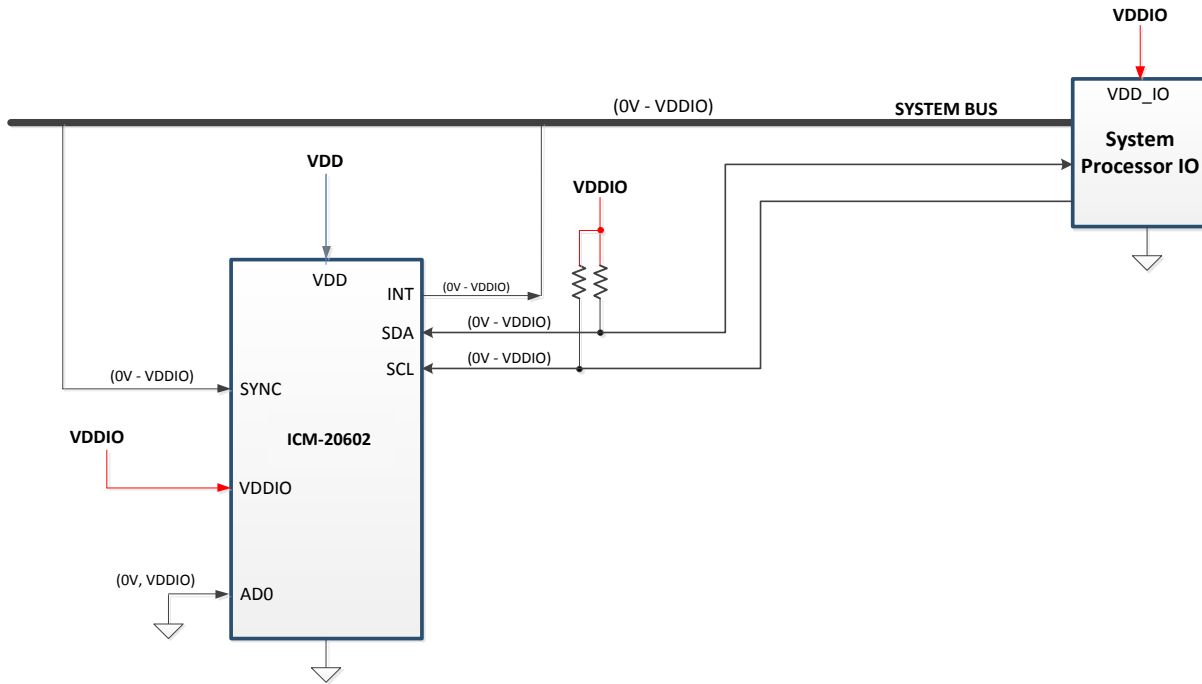 VDDIO
VDD_IO
System
Processor IO
(0V - VDDIO)
SYSTEM BUS
VDD
VDDIO
VDD
INT
(0V - VDDIO)
SDA
(0V - VDDIO)
SCL
(0V - VDDIO)
(0V - VDDIO)
SYNC
ICM-20602
VDDIO
VDDIO
(0V, VDDIO)
AD0